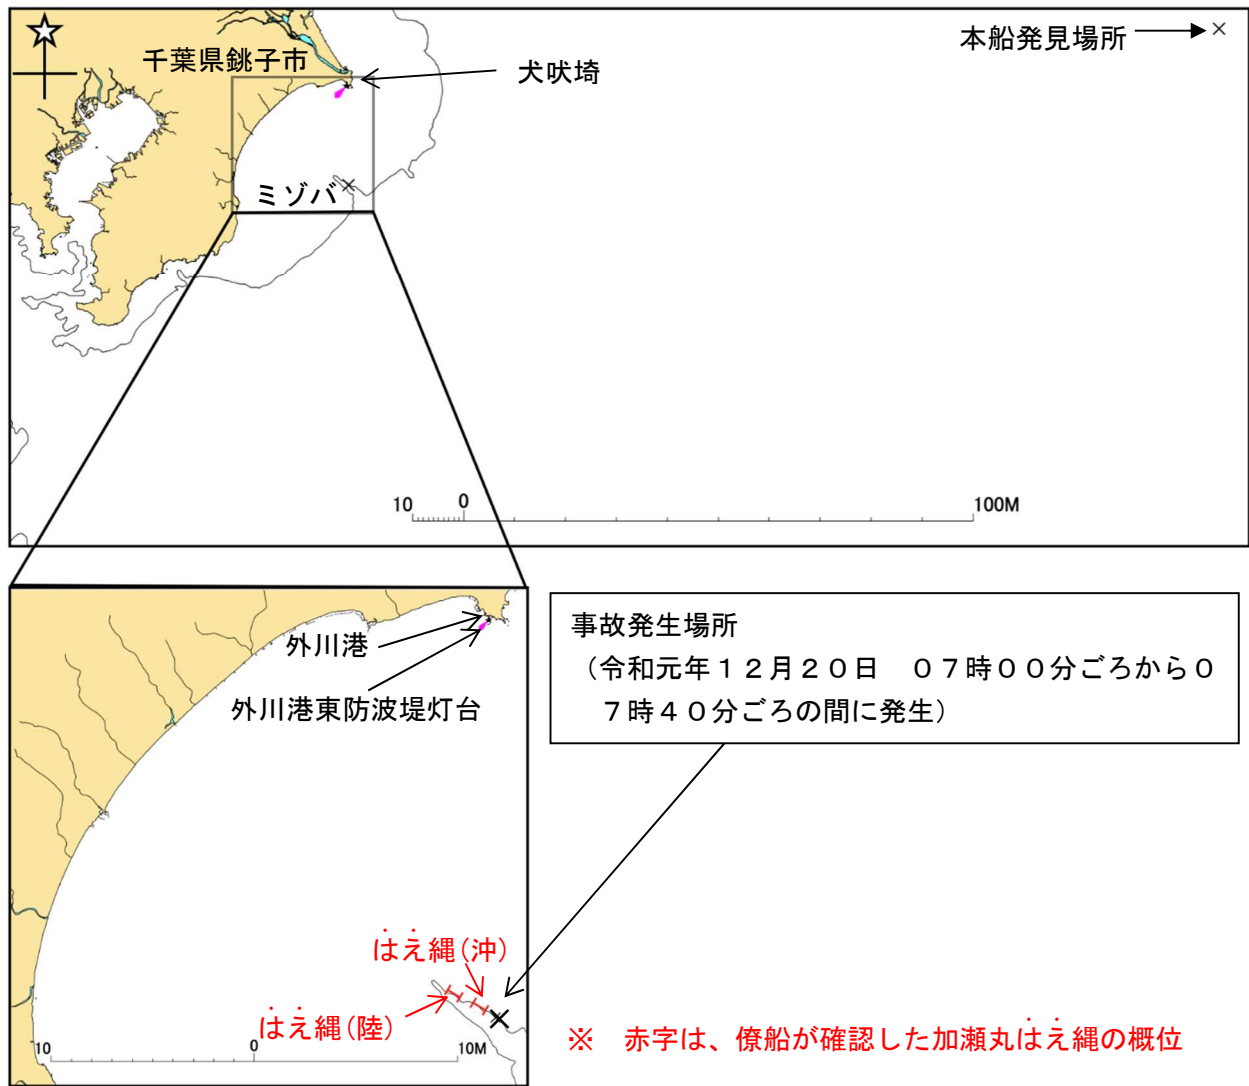 千葉県銚子市
犬吠埼
本船発見場所
ミゾバ
10 0 100M
事故発生場所
(令和元年12月20日 07時00分ごろから0
7時40分ごろの間に発生)
外川港
外川港東防波堤灯台
はえ縄(沖)
はえ縄(陸)
10 0 10M
※ 赤字は、僚船が確認した加瀬丸はえ縄の概位